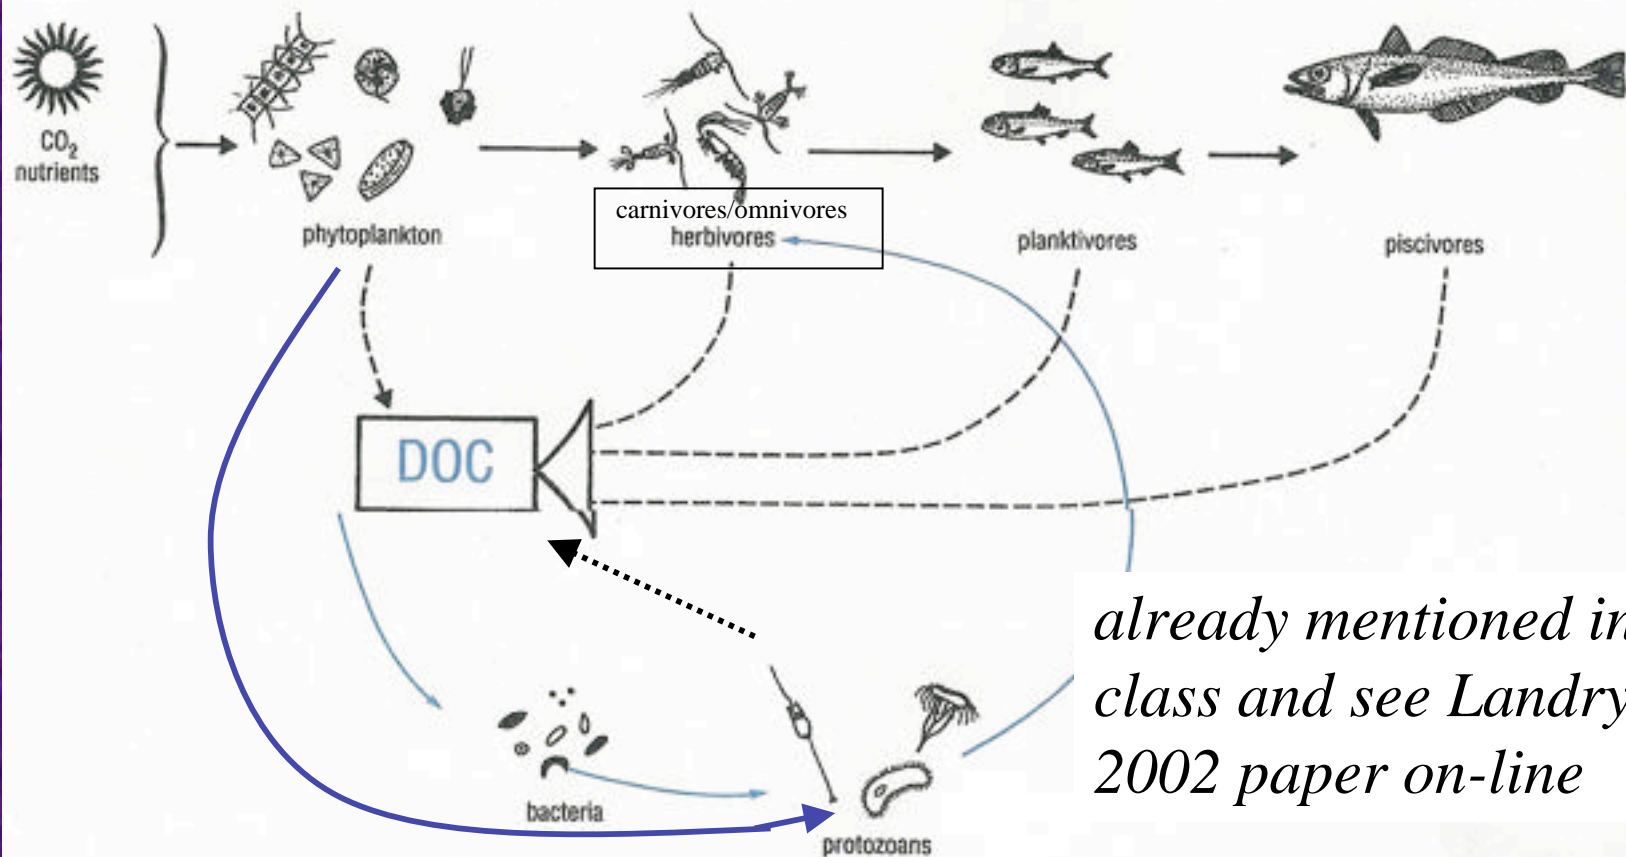 CO2
nutrients
phytoplankton
carnivores/omnivores
herbivores
planktivores
piscivores
DOC
bacteria
protozoans
already mentioned in
class and see Landry
2002 paper on-line